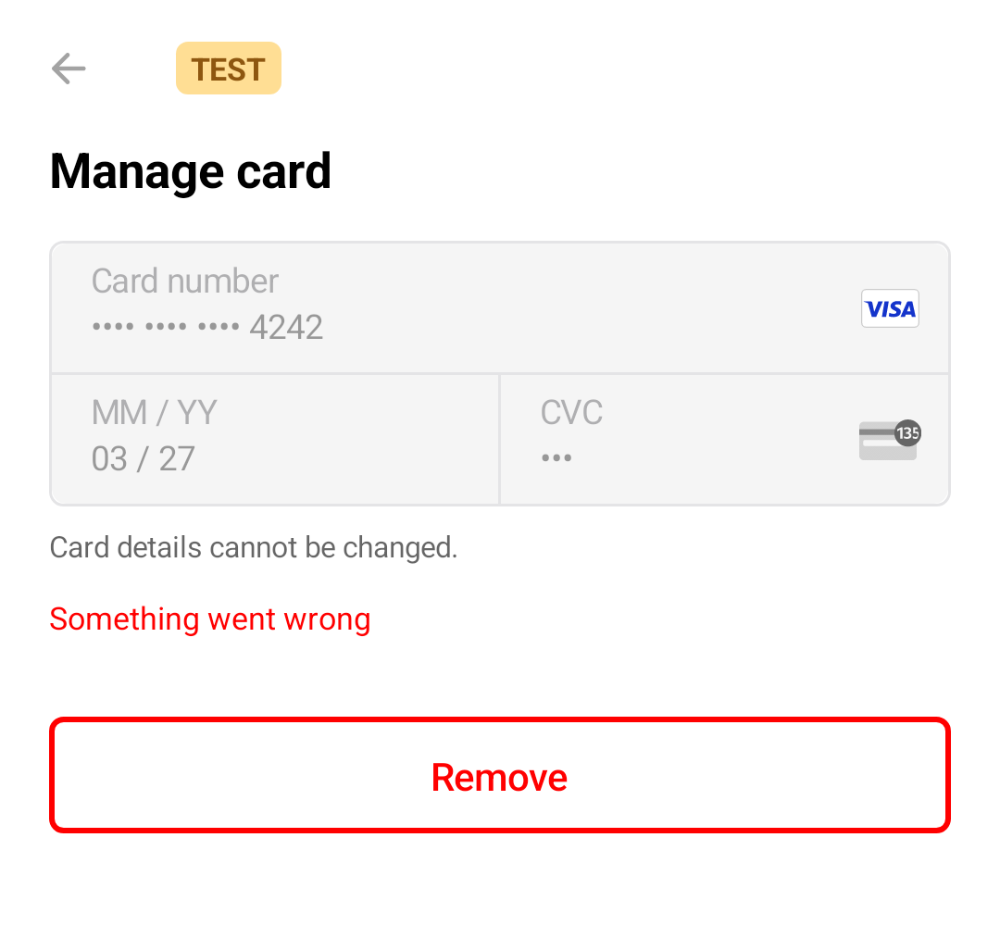 TEST
Manage card
Card number
•••• •••• •••• 4242
VISA
MM / YY
03 / 27
CVC
•••
135
Card details cannot be changed.
Something went wrong
Remove